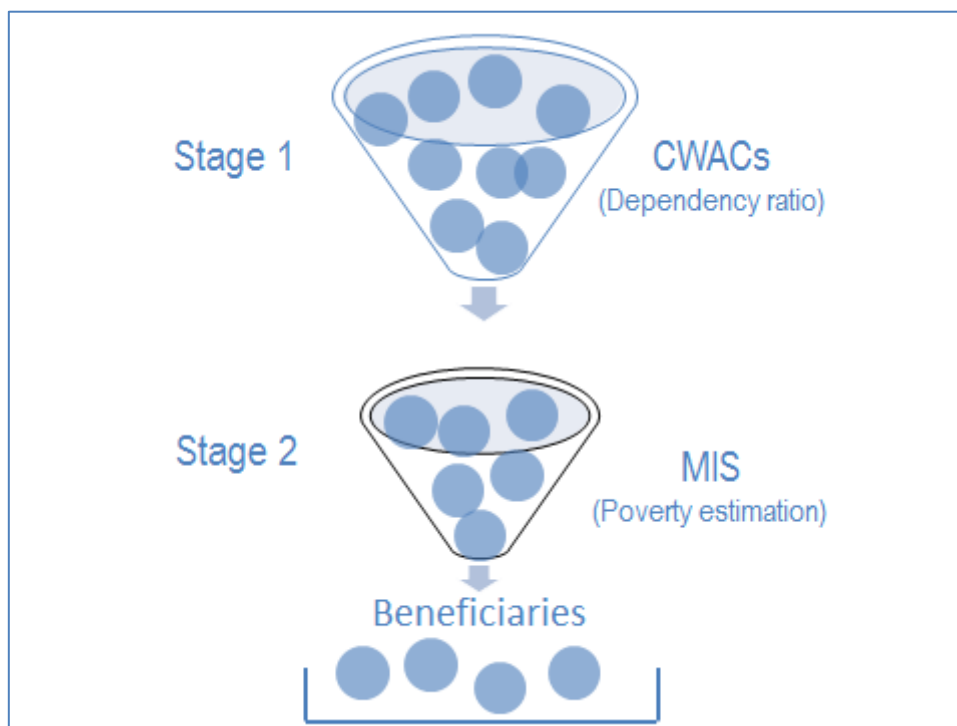 Stage 1
CWACs
(Dependency ratio)
Stage 2
MIS
(Poverty estimation)
Beneficiaries